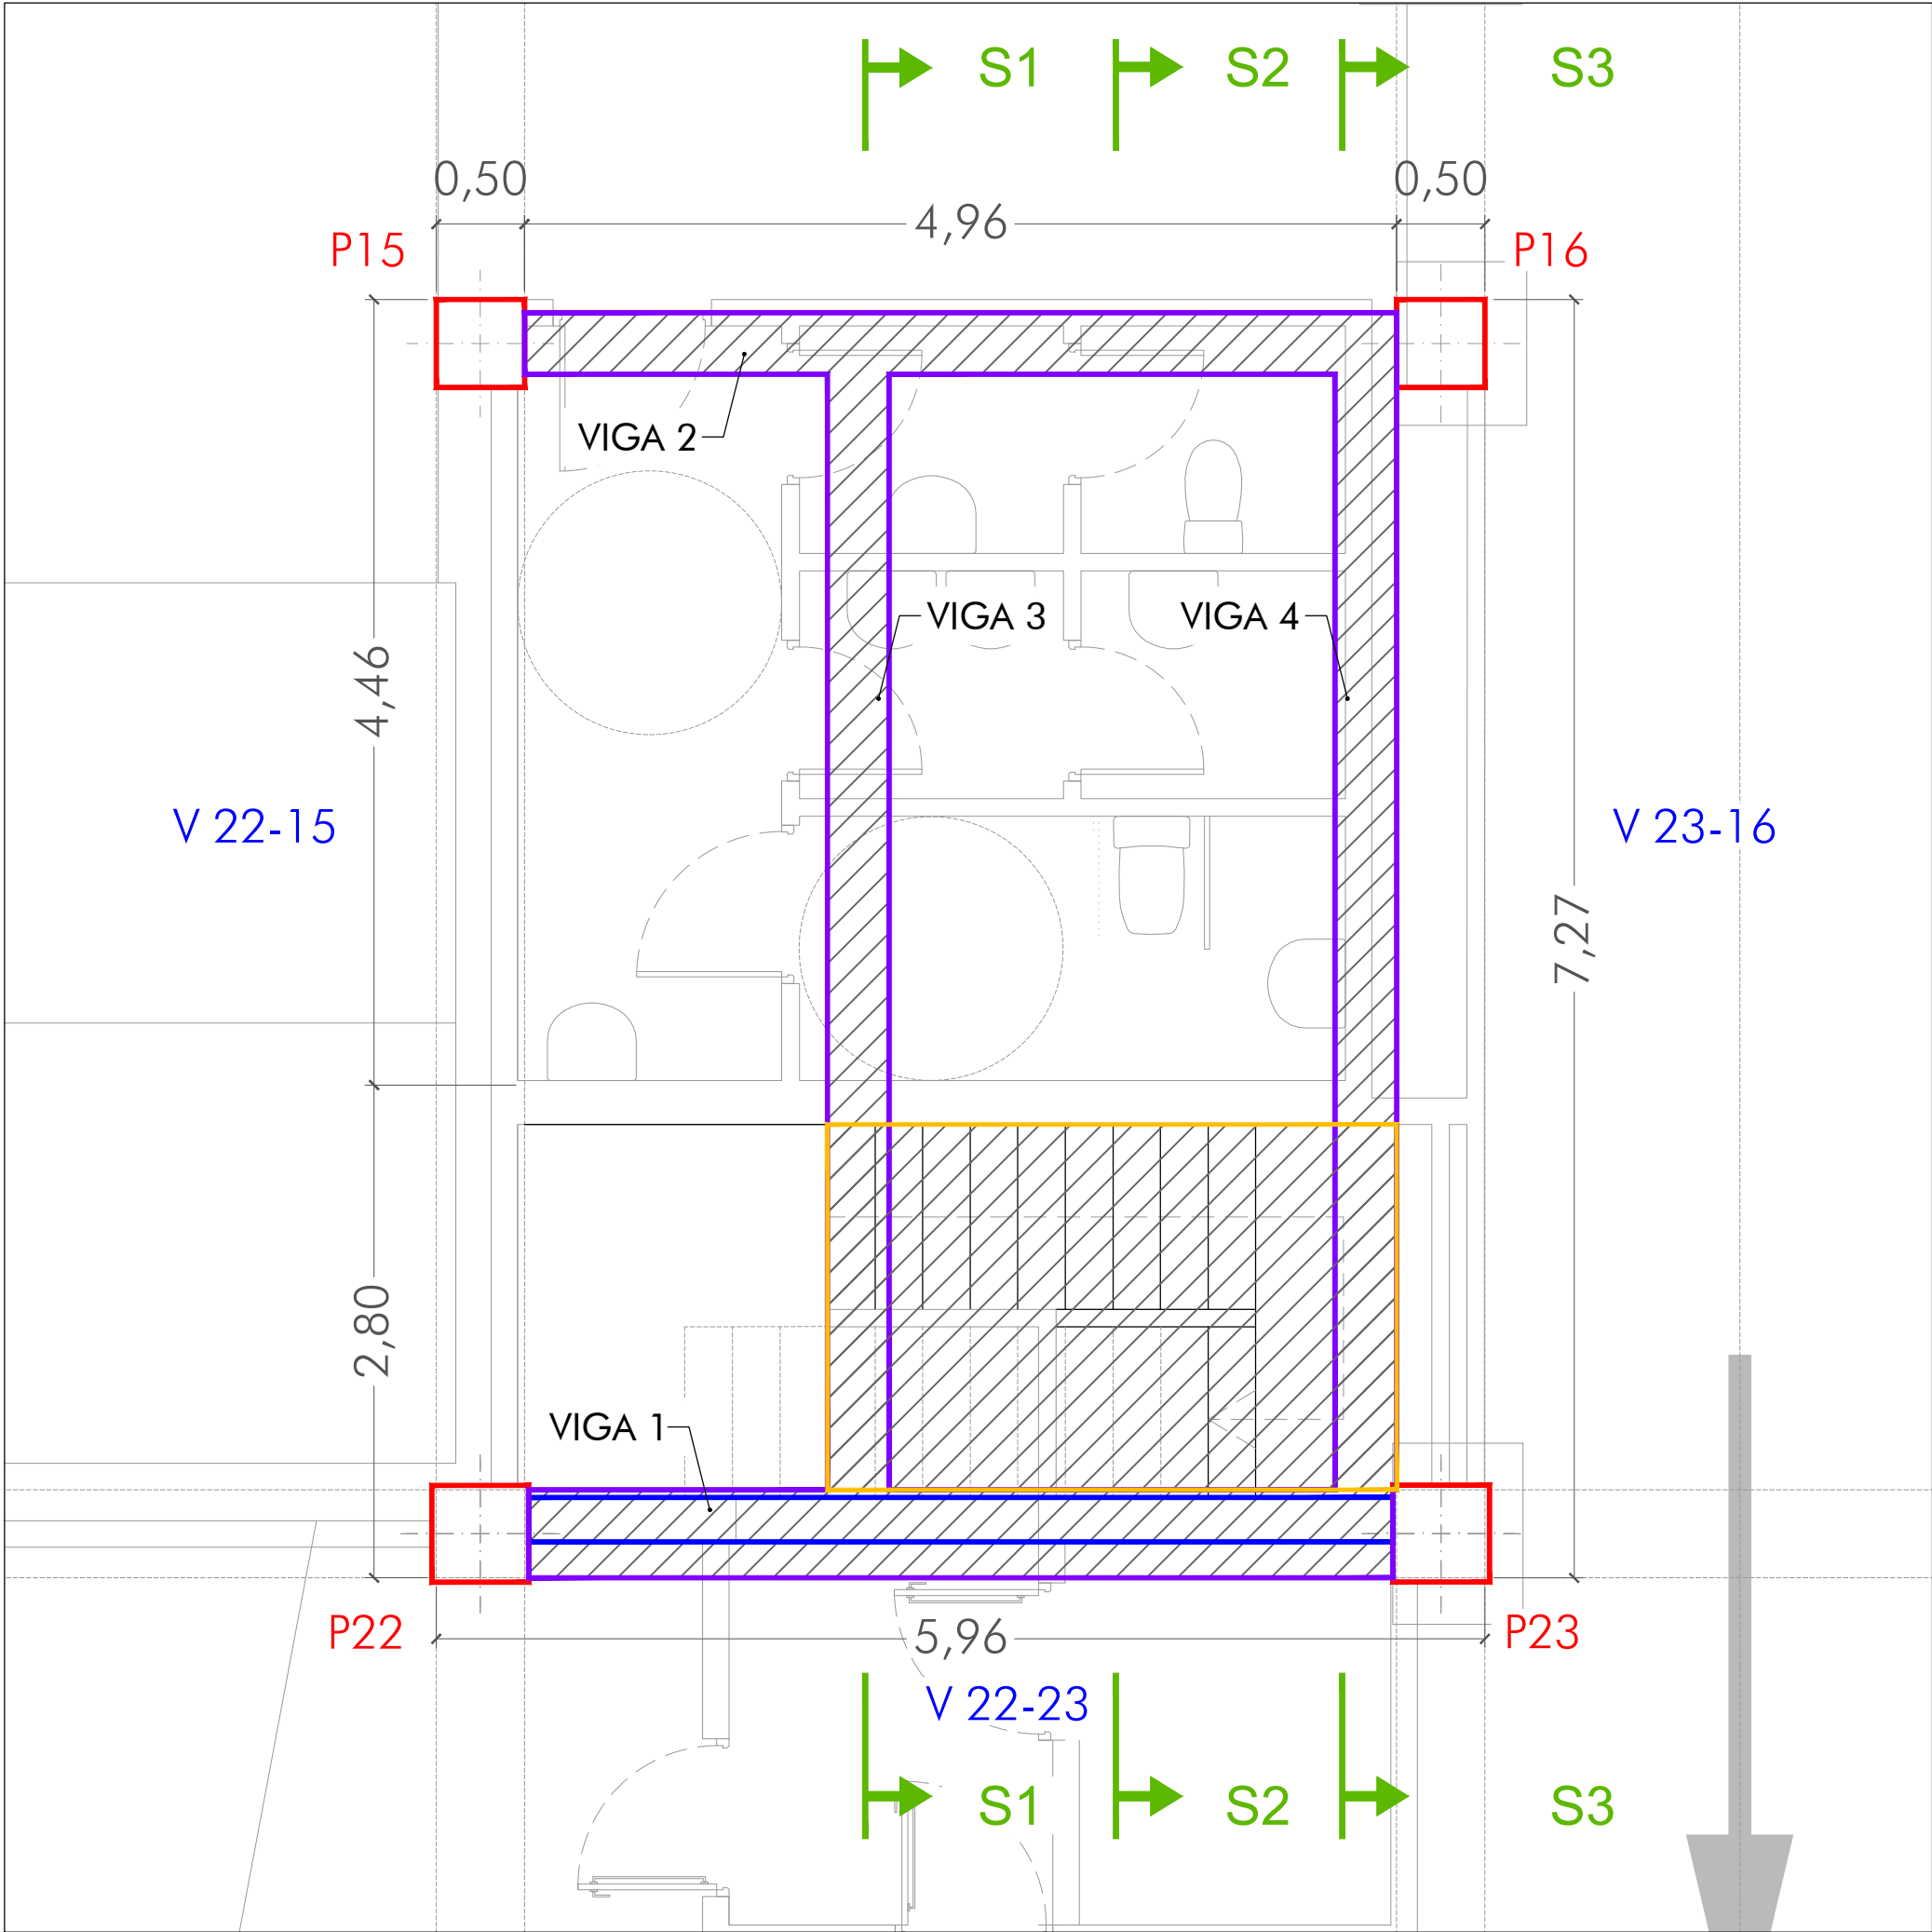 S1 S2 S3
0,50 0,50
4,96
P15 P16
VIGA 2
VIGA 3 VIGA 4
4,46
V 22-15 V 23-16
7,27
2,80
VIGA 1
P22 5,96 P23
V 22-23
S1 S2 S3